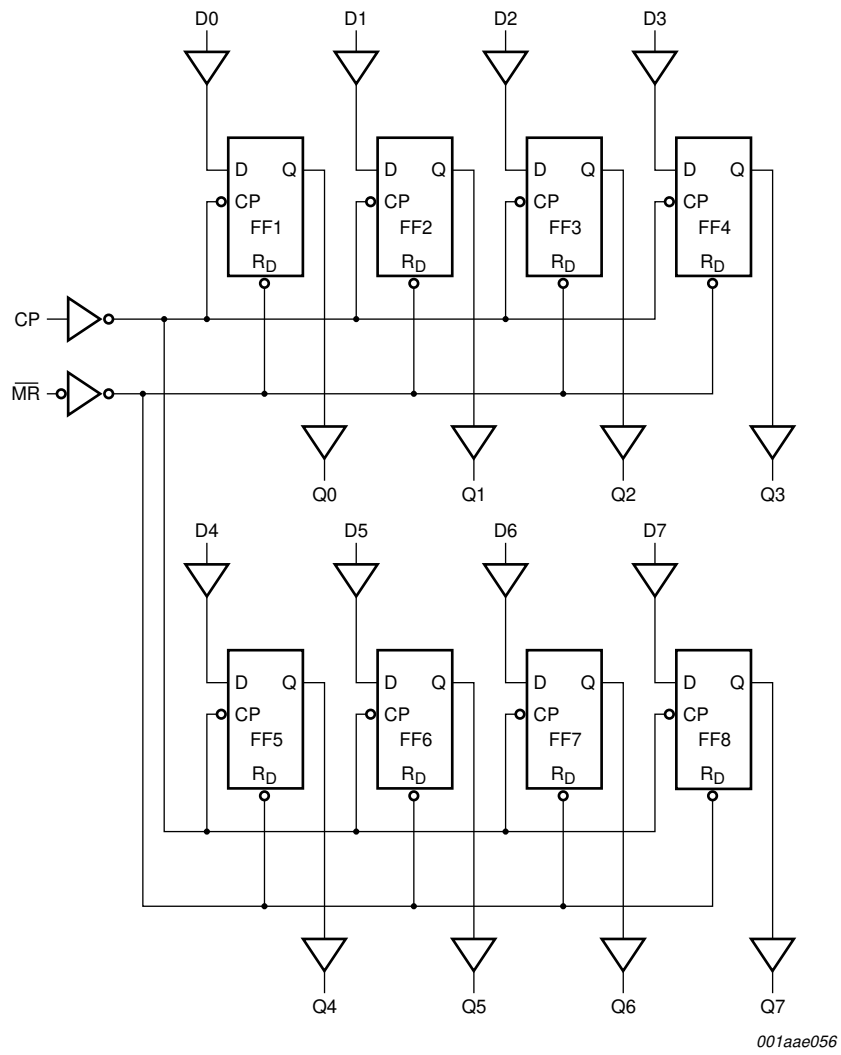 D0 D1 D2 D3
D Q D Q D Q D Q
CP CP CP CP
FF1 FF2 FF3 FF4
RD RD RD RD
CP
MR
Q0 Q1 Q2 Q3
D4 D5 D6 D7
D Q D Q D Q D Q
CP CP CP CP
FF5 FF6 FF7 FF8
RD RD RD RD
Q4 Q5 Q6 Q7
001aae056